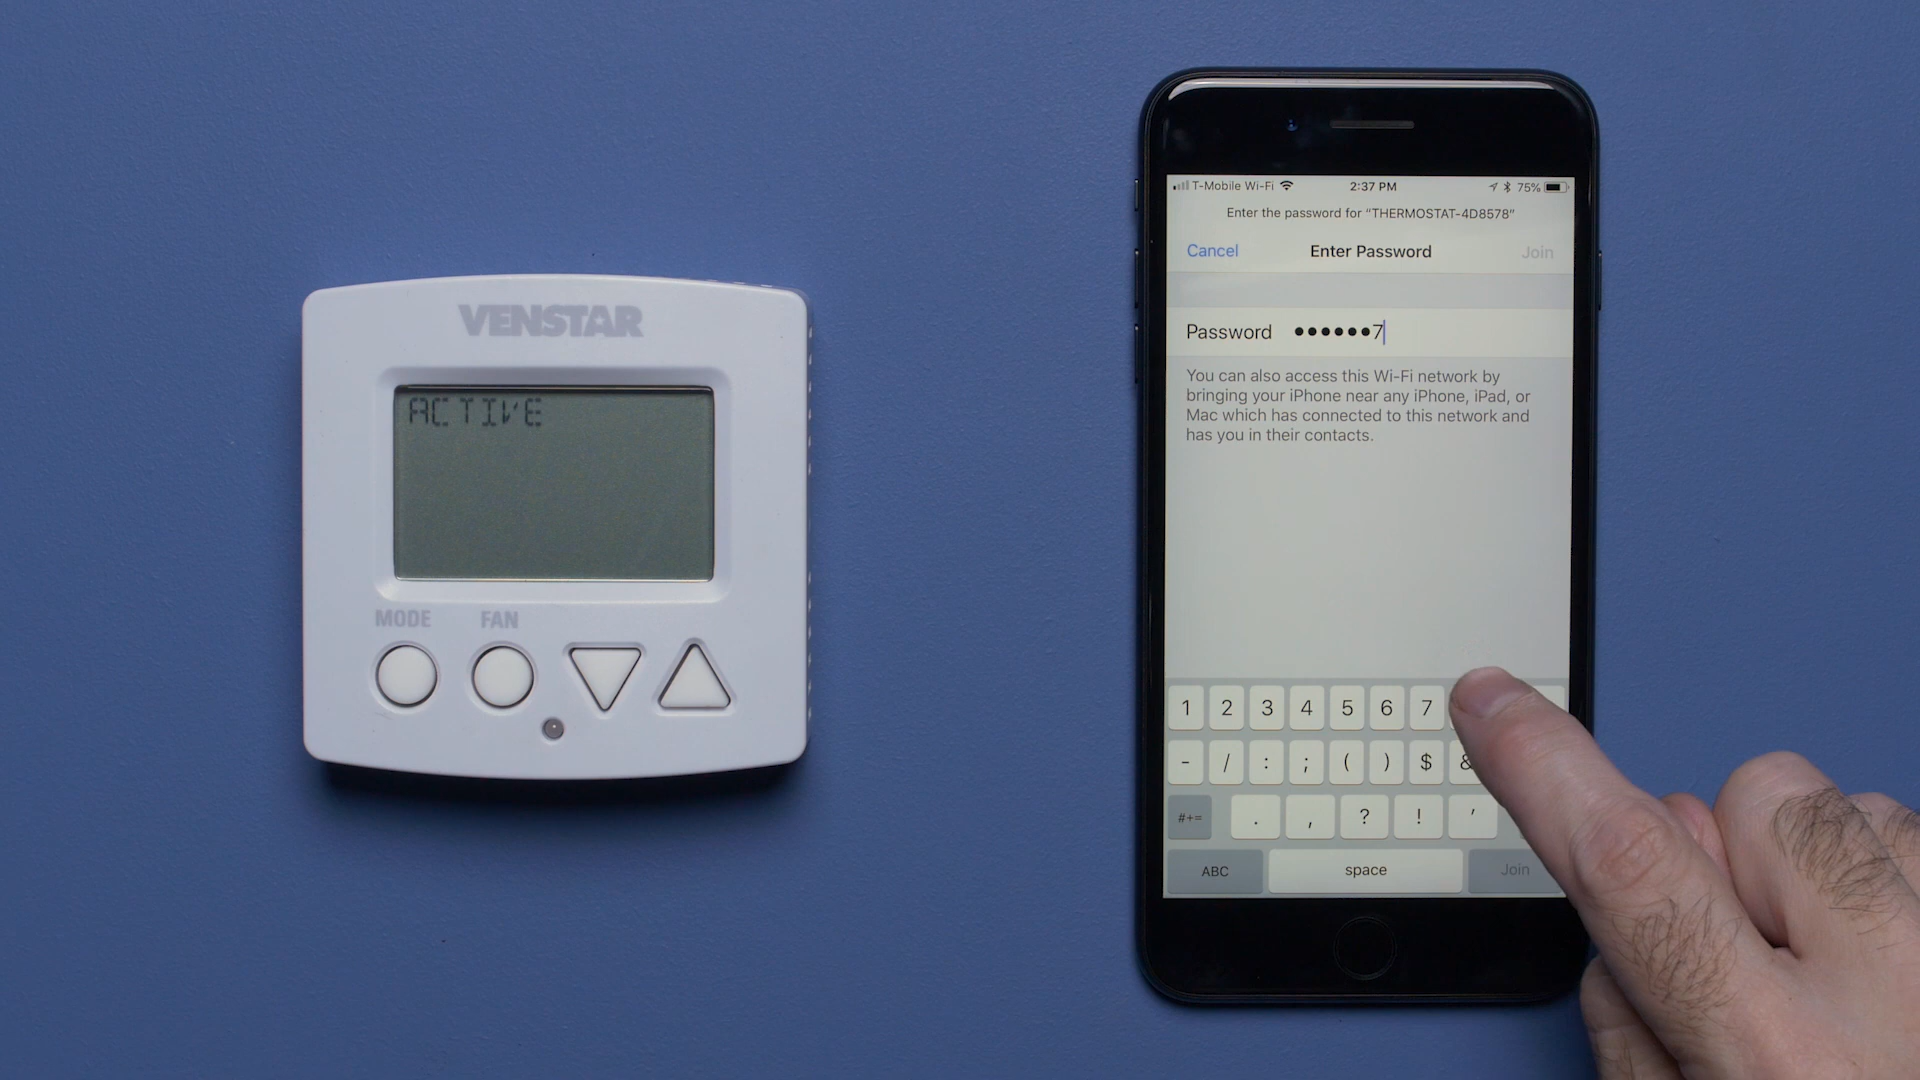 VENSTAR
ACTIVE
MODE FAN
T-Mobile Wi-Fi 2:37 PM 75%
Enter the password for “THERMOSTAT-4D8578”
Cancel Enter Password Join
Password ••••••7
You can also access this Wi-Fi network by
bringing your iPhone near any iPhone, iPad, or
Mac which has connected to this network and
has you in their contacts.
1 2 3 4 5 6 7
- / : ; ( ) $ &
#+= . , ? ! ’
ABC space Join